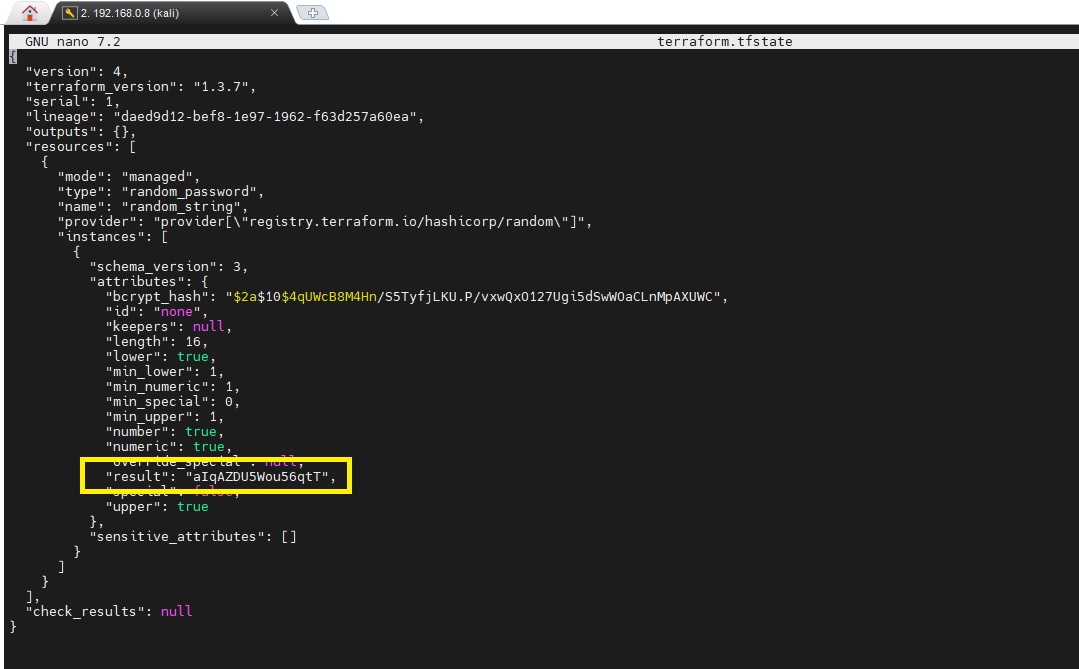 2. 192.168.0.8 (kali)
GNU nano 7.2 terraform.tfstate
{
"version": 4,
"terraform_version": "1.3.7",
"serial": 1,
"lineage": "daed9d12-bef8-1e97-1962-f63d257a60ea",
"outputs": {},
"resources": [
{
"mode": "managed",
"type": "random_password",
"name": "random_string",
"provider": "provider[\"registry.terraform.io/hashicorp/random\"]",
"instances": [
{
"schema_version": 3,
"attributes": {
"bcrypt_hash": "$2a$10$4qUWcB8M4Hn/S5TyfjLKU.P/vxwQxO127Ugi5dSwWOaCLnMpAXUWC",
"id": "none",
"keepers": null,
"length": 16,
"lower": true,
"min_lower": 1,
"min_numeric": 1,
"min_special": 0,
"min_upper": 1,
"number": true,
"numeric": true,
"override_special": null,
"result": "aIqAZDU5Wou56qtT",
"special": false,
"upper": true
},
"sensitive_attributes": []
}
]
}
],
"check_results": null
}